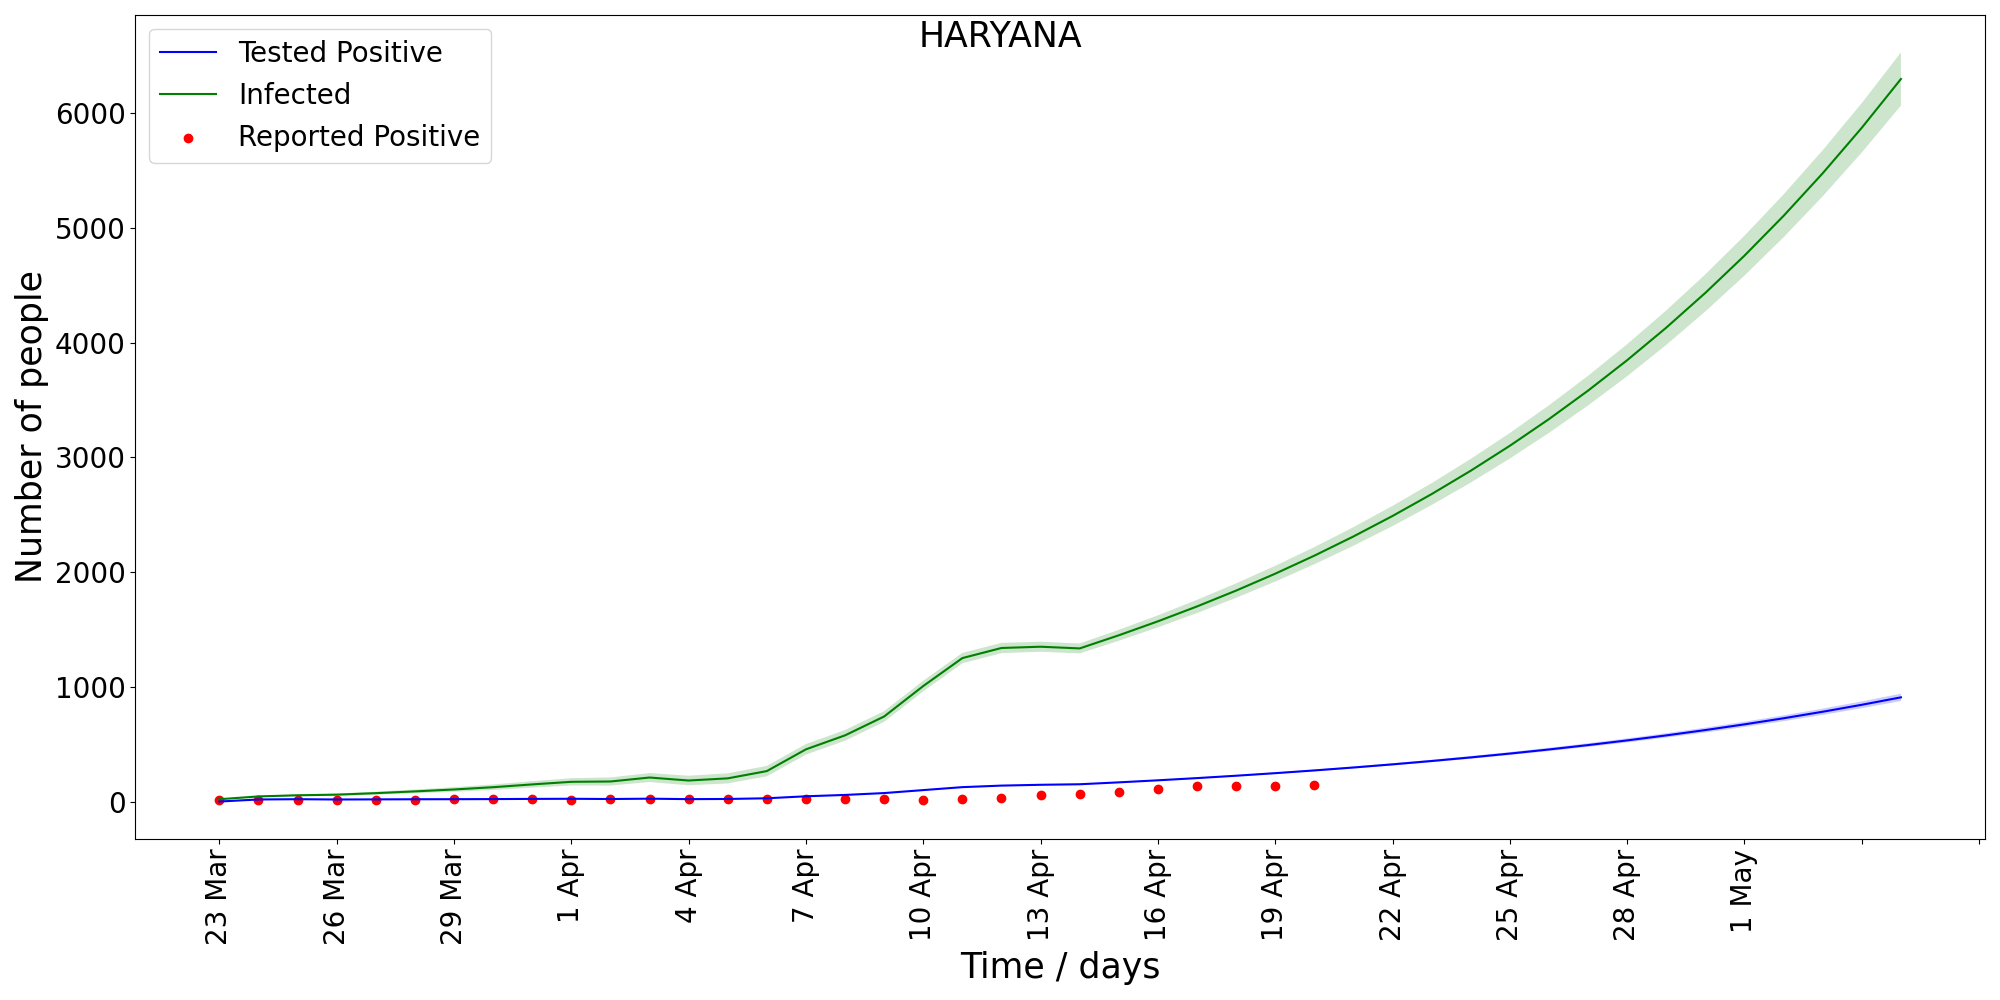 HARYANA
Tested Positive
Infected
Reported Positive
Number of people
6000
5000
4000
3000
2000
1000
0
23 Mar
26 Mar
29 Mar
1 Apr
4 Apr
7 Apr
10 Apr
13 Apr
16 Apr
19 Apr
22 Apr
25 Apr
28 Apr
1 May
Time / days